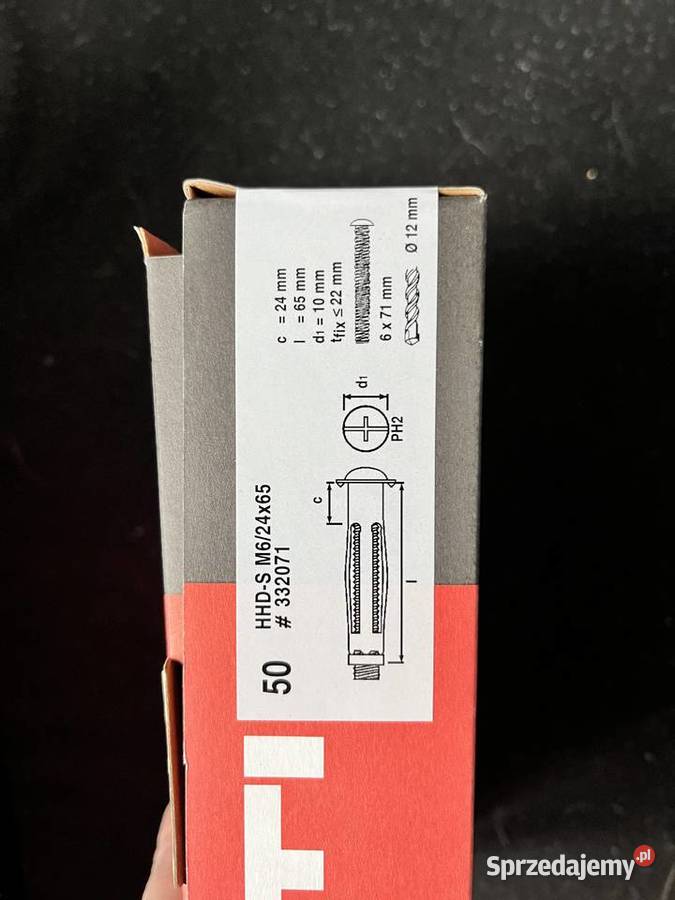 50
HHD-S M6/24x65
# 332071
c
l
d1
PH2
c = 24 mm
l = 65 mm
d1 = 10 mm
tfix ≤ 22 mm
6 x 71 mm
Ø 12 mm
TI
Sprzedajemy.pl